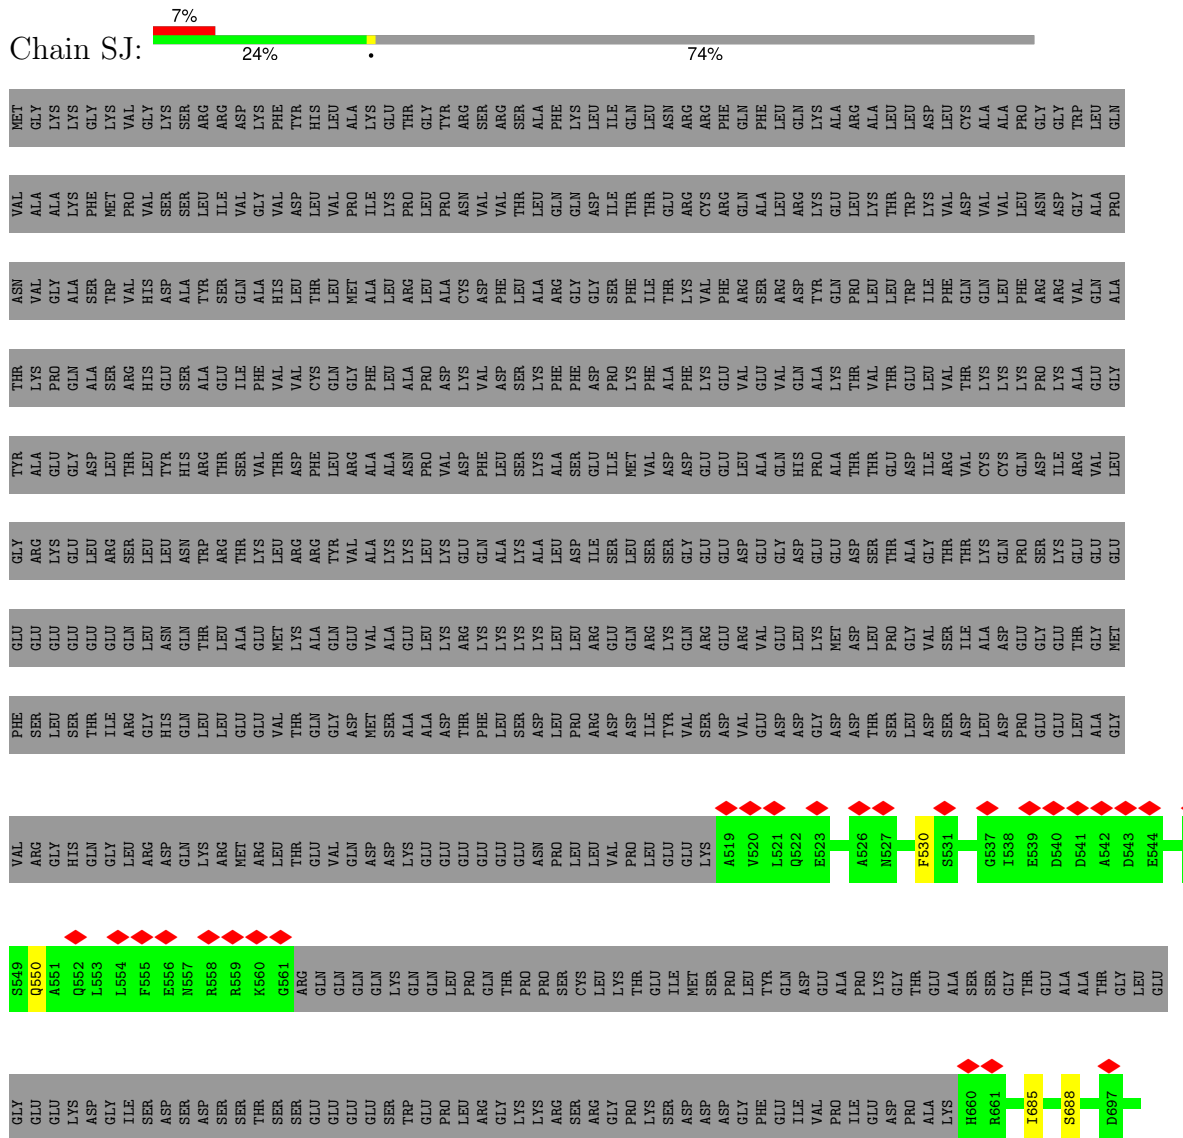 7%
Chain SJ:
24% • 74%
MET GLY LYS LYS GLY LYS VAL GLY LYS SER ARG ARG ASP LYS PHE TYR HIS LEU ALA LYS GLU THR GLY TYR ARG SER ARG SER ALA PHE LYS LEU ILE GLN LEU ASN ARG ARG PHE GLN PHE LEU GLN LYS ALA ARG ALA LEU LEU ASP LEU CYS ALA ALA PRO GLY GLY TRP LEU GLN
VAL ALA ALA LYS PHE MET PRO VAL SER SER LEU ILE VAL GLY VAL ASP LEU VAL PRO ILE LYS PRO LEU PRO ASN VAL VAL THR LEU GLN GLN ASP ILE THR THR GLU ARG CYS ARG GLN ALA LEU ARG LYS GLU LEU LYS THR TRP LYS VAL ASP VAL VAL LEU ASN ASP GLY ALA PRO
ASN VAL GLY ALA SER TRP VAL HIS ASP ALA TYR SER GLN ALA HIS LEU THR LEU MET ALA LEU ARG LEU ALA CYS ASP PHE LEU ALA ARG GLY GLY SER PHE ILE THR LYS VAL PHE ARG SER ARG ASP TYR GLN PRO LEU LEU TRP ILE PHE GLN GLN LEU PHE ARG ARG VAL GLN ALA
THR LYS PRO GLN ALA SER ARG HIS GLU SER ALA GLU ILE PHE VAL VAL CYS GLN GLY PHE LEU ALA PRO ASP LYS VAL ASP SER LYS PHE PHE ASP PRO LYS PHE ALA PHE LYS GLU VAL GLU VAL GLN ALA LYS THR VAL THR GLU LEU VAL THR LYS LYS LYS PRO LYS ALA GLU GLY
TYR ALA GLU GLY ASP LEU THR LEU TYR HIS ARG THR SER VAL THR ASP PHE LEU ARG ALA ALA ASN PRO VAL ASP PHE LEU SER LYS ALA SER GLU ILE MET VAL ASP ASP GLU GLU LEU ALA GLN HIS PRO ALA THR THR GLU ASP ILE ARG VAL CYS CYS GLN ASP ILE ARG VAL LEU
GLY ARG LYS GLU LEU ARG SER LEU LEU ASN TRP ARG THR LYS LEU ARG ARG TYR VAL ALA LYS LYS LEU LYS GLU GLN ALA LYS ALA LEU ASP ILE SER LEU SER SER GLY GLU GLU ASP GLU GLY ASP GLU GLU ASP SER THR ALA GLY THR THR LYS GLN PRO SER LYS GLU GLU GLU
GLU GLU GLU GLU GLU GLU GLN LEU ASN GLN THR LEU ALA GLU MET LYS ALA GLN GLU VAL ALA GLU LEU LYS ARG LYS LYS LYS LYS LEU LEU ARG GLU GLN ARG LYS GLN ARG GLU ARG VAL GLU LEU LYS MET ASP LEU PRO GLY VAL SER ILE ALA ASP GLU GLY GLU THR GLY MET
PHE SER LEU SER THR ILE ARG GLY HIS GLN LEU LEU GLU GLU VAL THR GLN GLY ASP MET SER ALA ALA ASP THR PHE LEU SER ASP LEU PRO ARG ASP ASP ILE TYR VAL SER ASP VAL GLU ASP ASP GLY ASP ASP THR SER LEU ASP SER ASP LEU ASP PRO GLU GLU LEU ALA GLY
VAL ARG GLY HIS GLN GLY LEU ARG ASP GLN LYS ARG MET ARG LEU THR GLU VAL GLN ASP ASP LYS GLU GLU GLU GLU GLU GLU ASN PRO LEU LEU VAL PRO LEU GLU GLU LYS A519 V520 L521 Q522 E523 A526 N527 F530 S531 G537 I538 E539 D540 D541 A542 D543 E544
S549 Q550 A551 Q552 L553 L554 F555 E556 N557 R558 R559 K560 G561 ARG GLN GLN GLN GLN LYS GLN GLN LEU PRO GLN THR PRO PRO SER CYS LEU LYS THR GLU ILE MET SER PRO LEU TYR GLN ASP GLU ALA PRO LYS GLY THR GLU ALA SER SER GLY THR GLU ALA ALA THR GLY LEU GLU
GLY GLU GLU LYS ASP GLY ILE SER ASP SER ASP SER SER THR SER SER GLU GLU GLU GLU SER TRP GLU PRO LEU ARG GLY LYS LYS ARG SER ARG GLY PRO LYS SER ASP ASP ASP GLY PHE GLU ILE VAL PRO ILE GLU ASP PRO ALA LYS H660 R661 I685 S688 D697